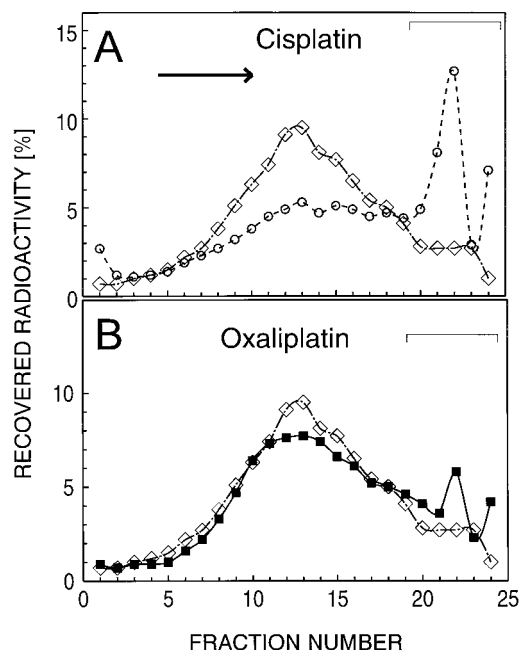 15
A
Cisplatin
10
5
0
RECOVERED RADIOACTIVITY [%]
B
Oxaliplatin
10
5
0
0 5 10 15 20 25
FRACTION NUMBER